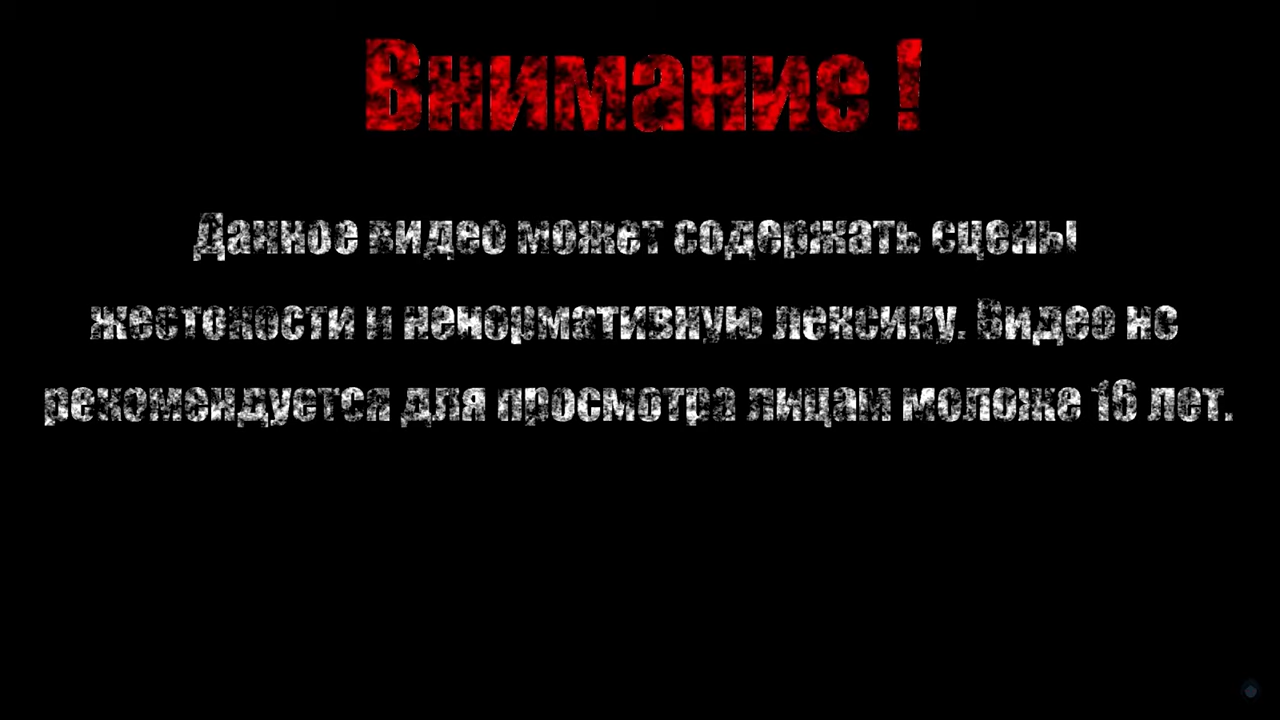 Внимание !
Данное видео может содержать сцены
жестокости и ненормативную лексику. Видео не
рекомендуется для просмотра лицам моложе 16 лет.